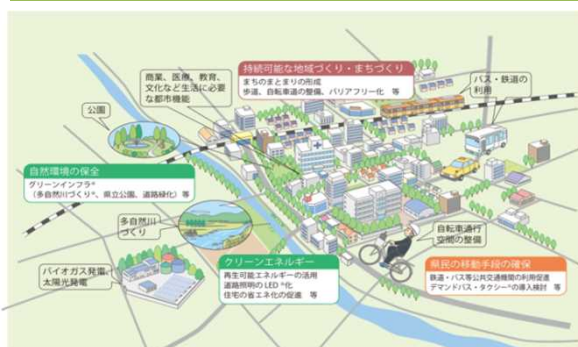 持続可能な地域づくり・まちづくり
まちのまとまりの形成
歩道、自転車道の整備、バリアフリー化　等
商業、医療、教育、
文化など生活に必要
な都市機能
バス・鉄道の
利用
公園
自然環境の保全
グリーンインフラ*
（多自然川づくり*、県立公園、道路緑化）等
多自然川
づくり
自転車通行
空間の整備
クリーンエネルギー
再生可能エネルギーの活用
道路照明の LED *化
住宅の省エネ化の促進　等
県民の移動手段の確保
鉄道・バス等公共交通機関の利用促進
デマンドバス・タクシー*の導入検討　等
バイオガス発電、
太陽光発電